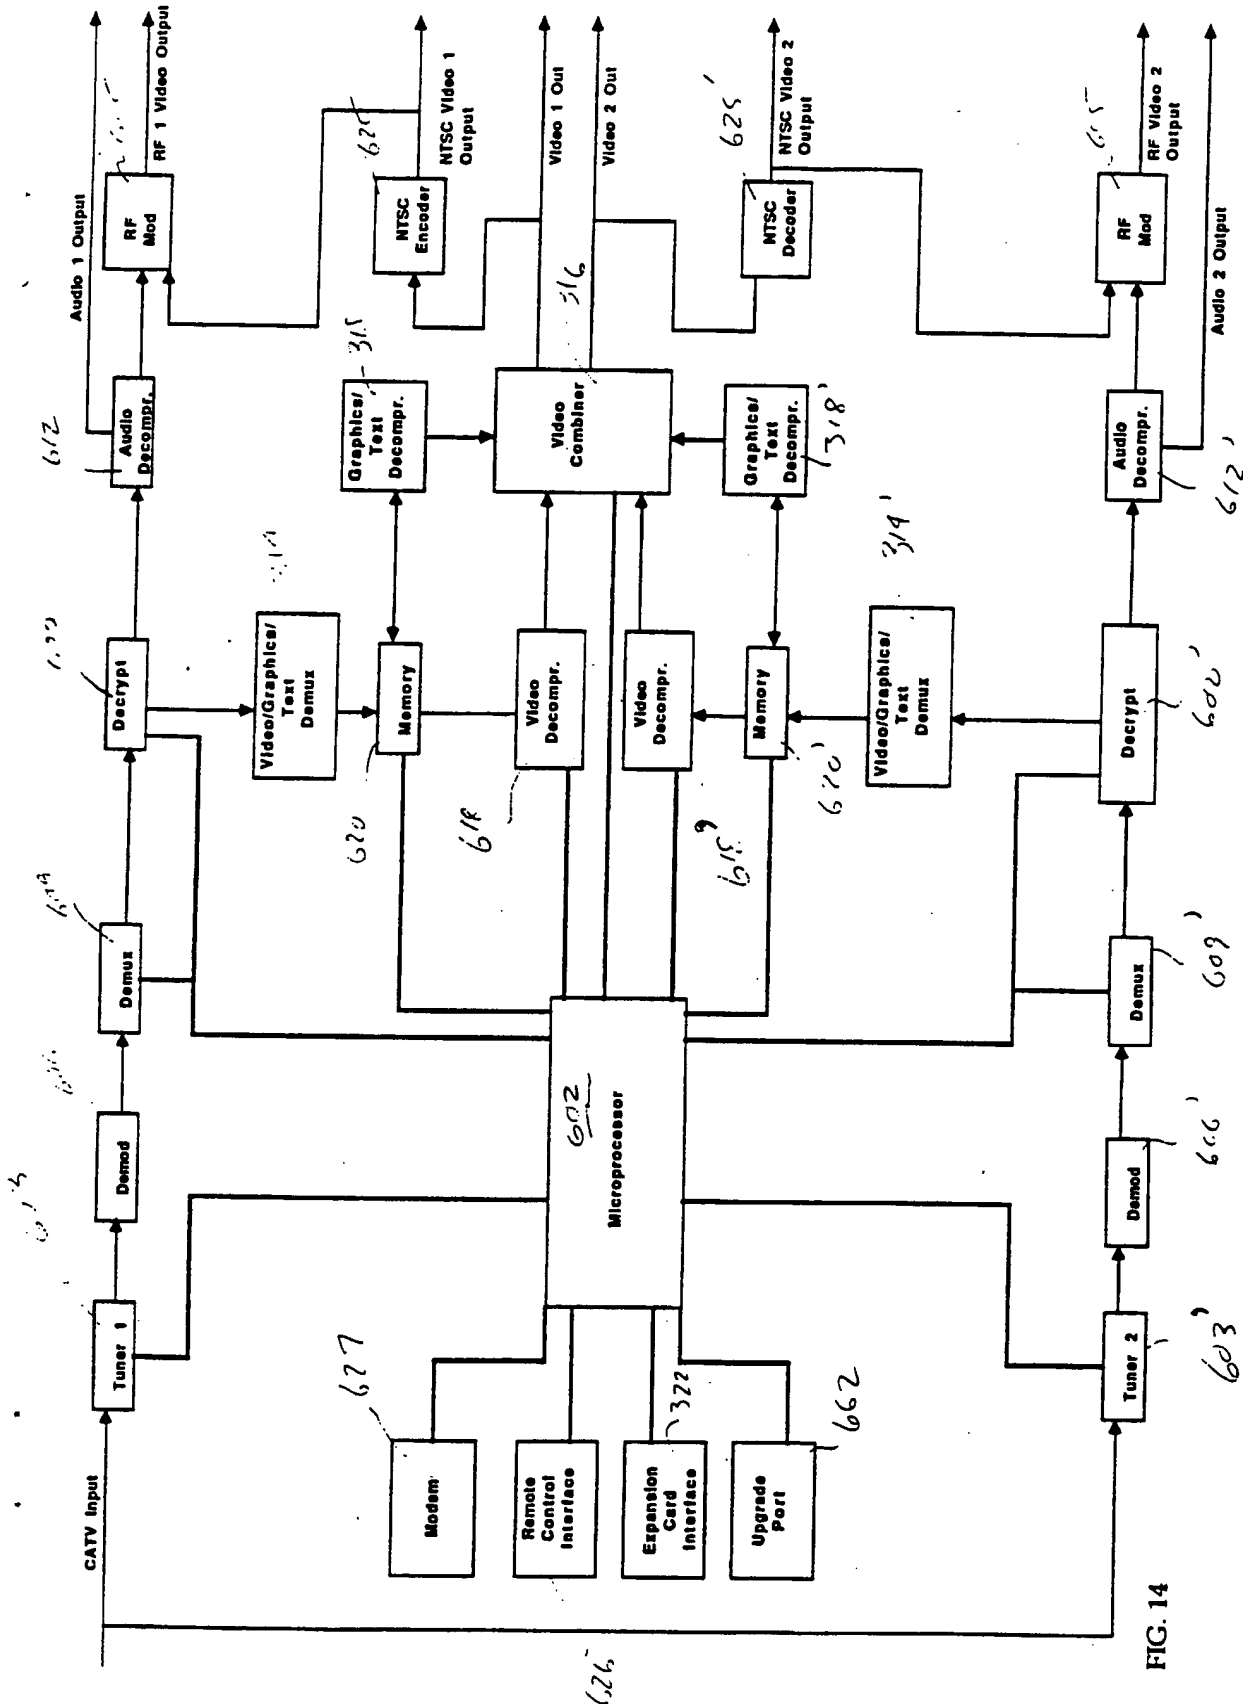 CATV Input
Tuner 1
Demod
Demux
Decrypt
612
Audio
Decompr.
Audio 1 Output
RF
Mod
RF 1 Video Output
Video/Graphics/
Text
Demux
620
Memory
Graphics/
Text
Decompr.
NTSC
Encoder
NTSC Video 1
Output
618
Video
Decompr.
Video
Combiner
316
Video 1 Out
Video 2 Out
627
Modem
Remote
Control
Interface
322
Expansion
Card
Interface
662
Upgrade
Port
602
Microprocessor
618'
Video
Decompr.
620'
Memory
318'
Graphics/
Text
Decompr.
625'
NTSC
Decoder
NTSC Video 2
Output
314'
Video/Graphics/
Text
Demux
603'
Tuner 2
606'
Demod
609'
Demux
600'
Decrypt
612'
Audio
Decompr.
RF
Mod
RF Video 2
Output
Audio 2 Output
FIG. 14